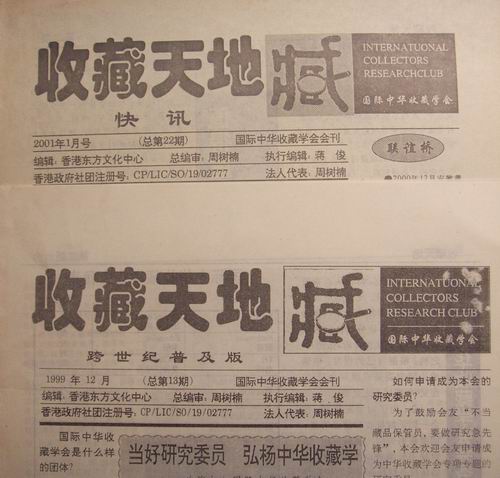 收藏天地
藏
INTERNATUONAL
COLLECTORS
RESEARCHCLUB
国际中华收藏学会
快讯
2001年1月号 (总第22期) 国际中华收藏学会会刊
编辑：香港东方文化中心 总编审：周树楠 执行编辑：蒋 俊
香港政府社团注册号：CP/LIC/SO/19/02777 法人代表：周树楠
联谊桥
收藏天地
藏
INTERNATUONAL
COLLECTORS
RESEARCH CLUB
国际中华收藏学会
跨世纪普及版
1999 年 12 月 (总第13期) 国际中华收藏学会会刊
编辑：香港东方文化中心 总编审：周树楠 执行编辑：蒋 俊
香港政府社团注册号：CP/LIC/SO/19/02777 法人代表：周树楠
国际中华收
藏学会是什么样
的团体？
当好研究委员 弘杨中华收藏学
如何申请成为本会的
研究委员？
为了鼓励会友“不当
藏品保管员，要做研究急先
锋”，本会欢迎会友申请成
为中华收藏学会专项专题的